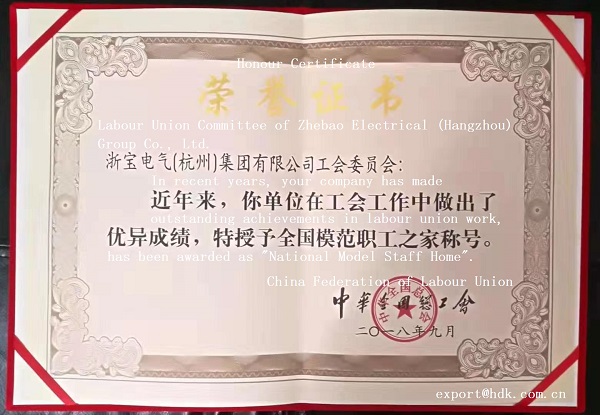 Honour Certificate
荣誉证书
Labour Union Committee of Zhebao Electrical (Hangzhou)
Group Co., Ltd.
浙宝电气(杭州)集团有限公司工会委员会:
In recent years, your company has made
近年来，你单位在工会工作中做出了
outstanding achievements in labour union work,
优异成绩，特授予全国模范职工之家称号。
has been awarded as "National Model Staff Home".
China Federation of Labour Union
中华全国总工会
二〇一八年九月
export@hdk.com.cn